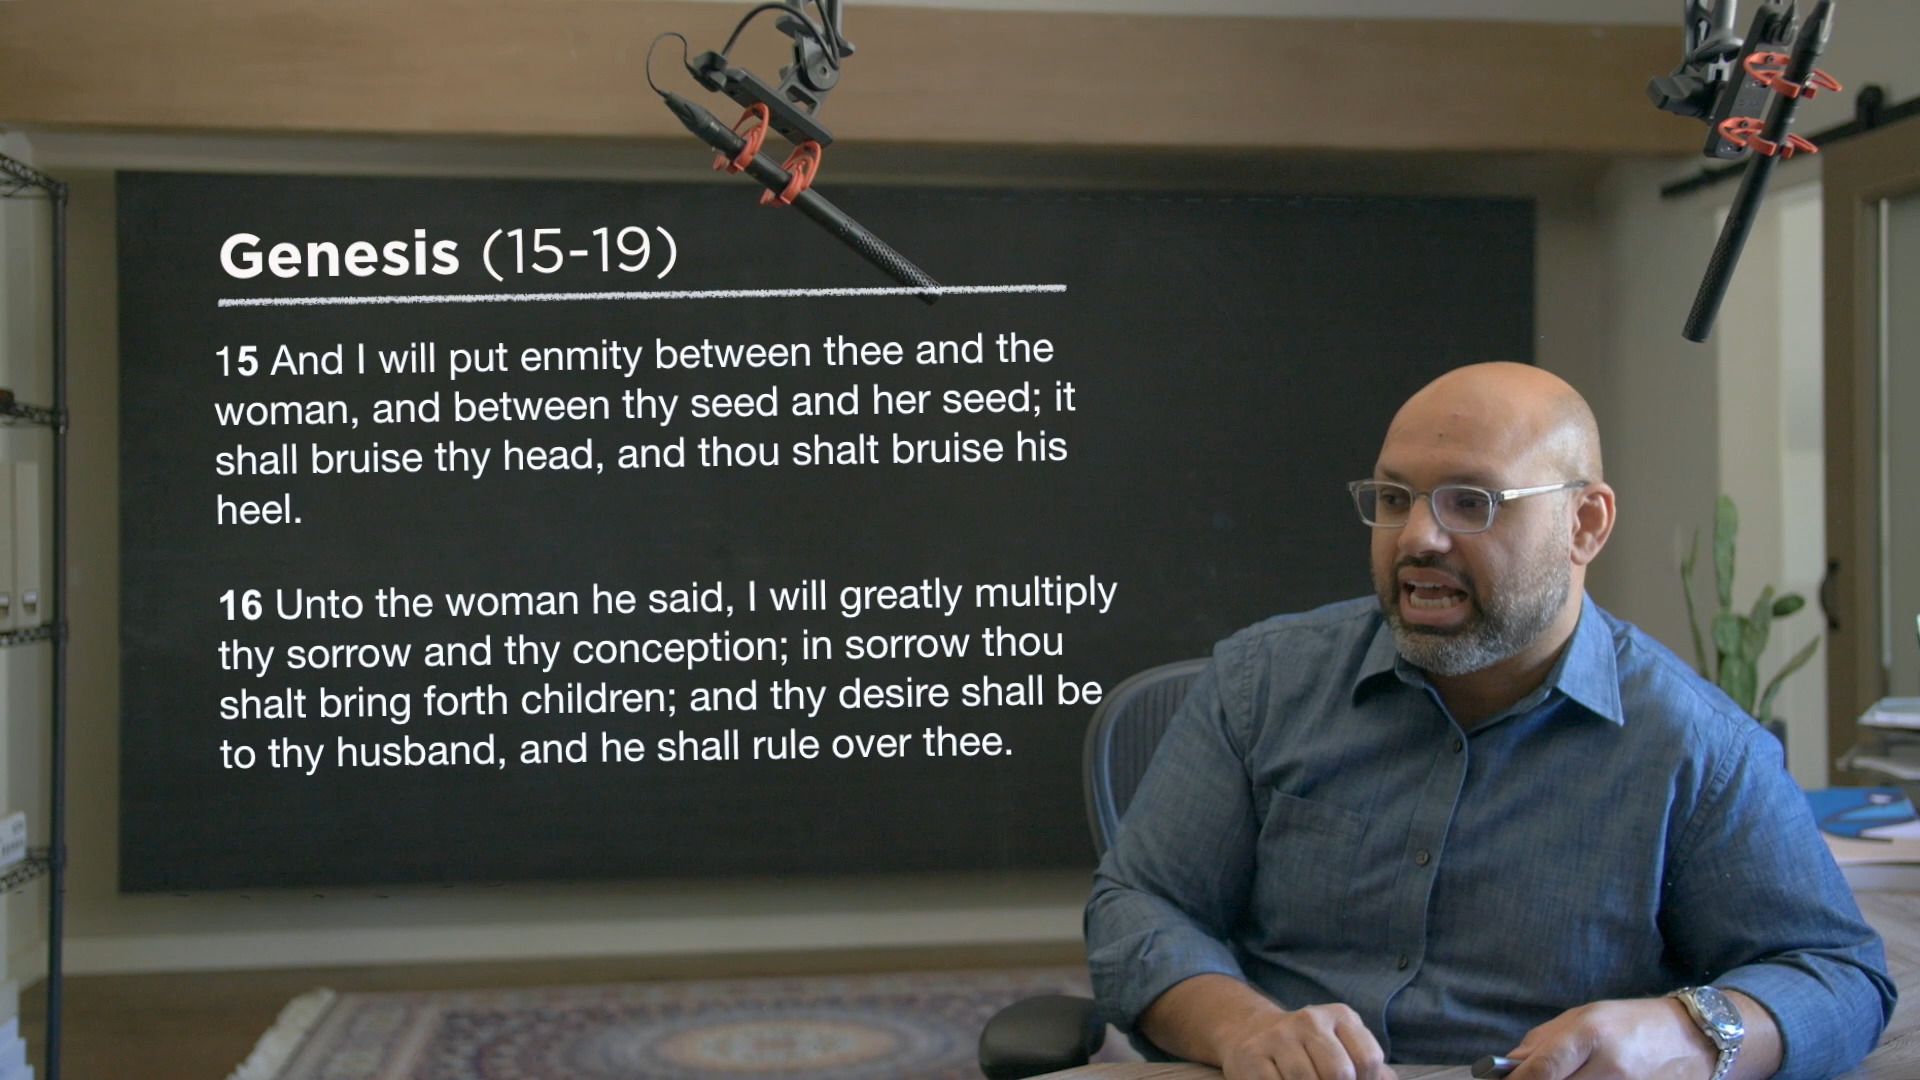 Genesis (15-19)
15 And I will put enmity between thee and the
woman, and between thy seed and her seed; it
shall bruise thy head, and thou shalt bruise his
heel.
16 Unto the woman he said, I will greatly multiply
thy sorrow and thy conception; in sorrow thou
shalt bring forth children; and thy desire shall be
to thy husband, and he shall rule over thee.